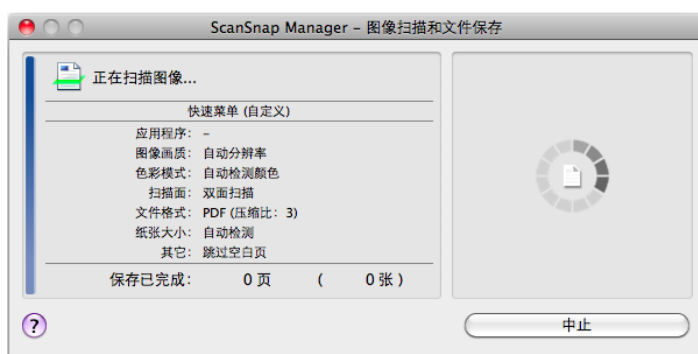 ScanSnap Manager – 图像扫描和文件保存
正在扫描图像...
快速菜单 (自定义)
应用程序: –
图像画质: 自动分辨率
色彩模式: 自动检测颜色
扫描面: 双面扫描
文件格式: PDF (压缩比: 3)
纸张大小: 自动检测
其它: 跳过空白页
保存已完成: 0 页 ( 0 张 )
?
中止